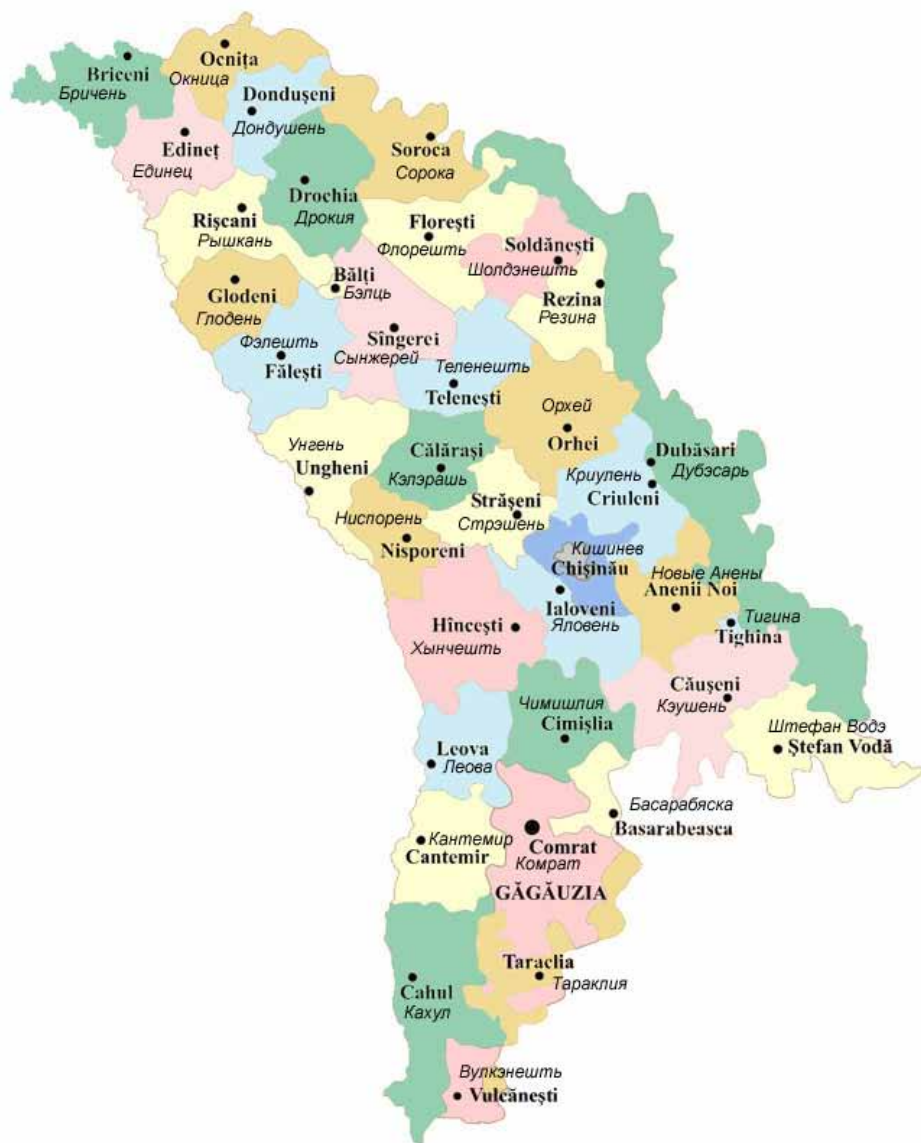 Ocnița
Окница
Briceni
Бричень
Dondușeni
Дондушень
Edineț
Единец
Soroca
Сорока
Drochia
Дрокия
Rișcani
Рышкань
Florești
Флорешть
Soldănești
Шолдэнешть
Bălți
Бэлць
Glodeni
Глодень
Rezina
Резина
Sîngerei
Сынжерей
Фэлешть
Fălești
Теленешть
Telenești
Орхей
Orhei
Унгень
Ungheni
Călărași
Кэлэрашь
Dubăsari
Дубэсарь
Криулень
Criuleni
Strășeni
Стрэшень
Ниспорень
Nisporeni
Кишинев
Chișinău
Новые Анены
Anenii Noi
Ialoveni
Яловень
Тигина
Tighina
Hîncești
Хынчешть
Căușeni
Кэушень
Чимишлия
Cimișlia
Штефан Водэ
Ștefan Vodă
Leova
Леова
Басарабяска
Basarabeasca
Кантемир
Cantemir
Comrat
Комрат
GĂGĂUZIA
Taraclia
Тараклия
Cahul
Кахул
Вулкэнешть
Vulcănești